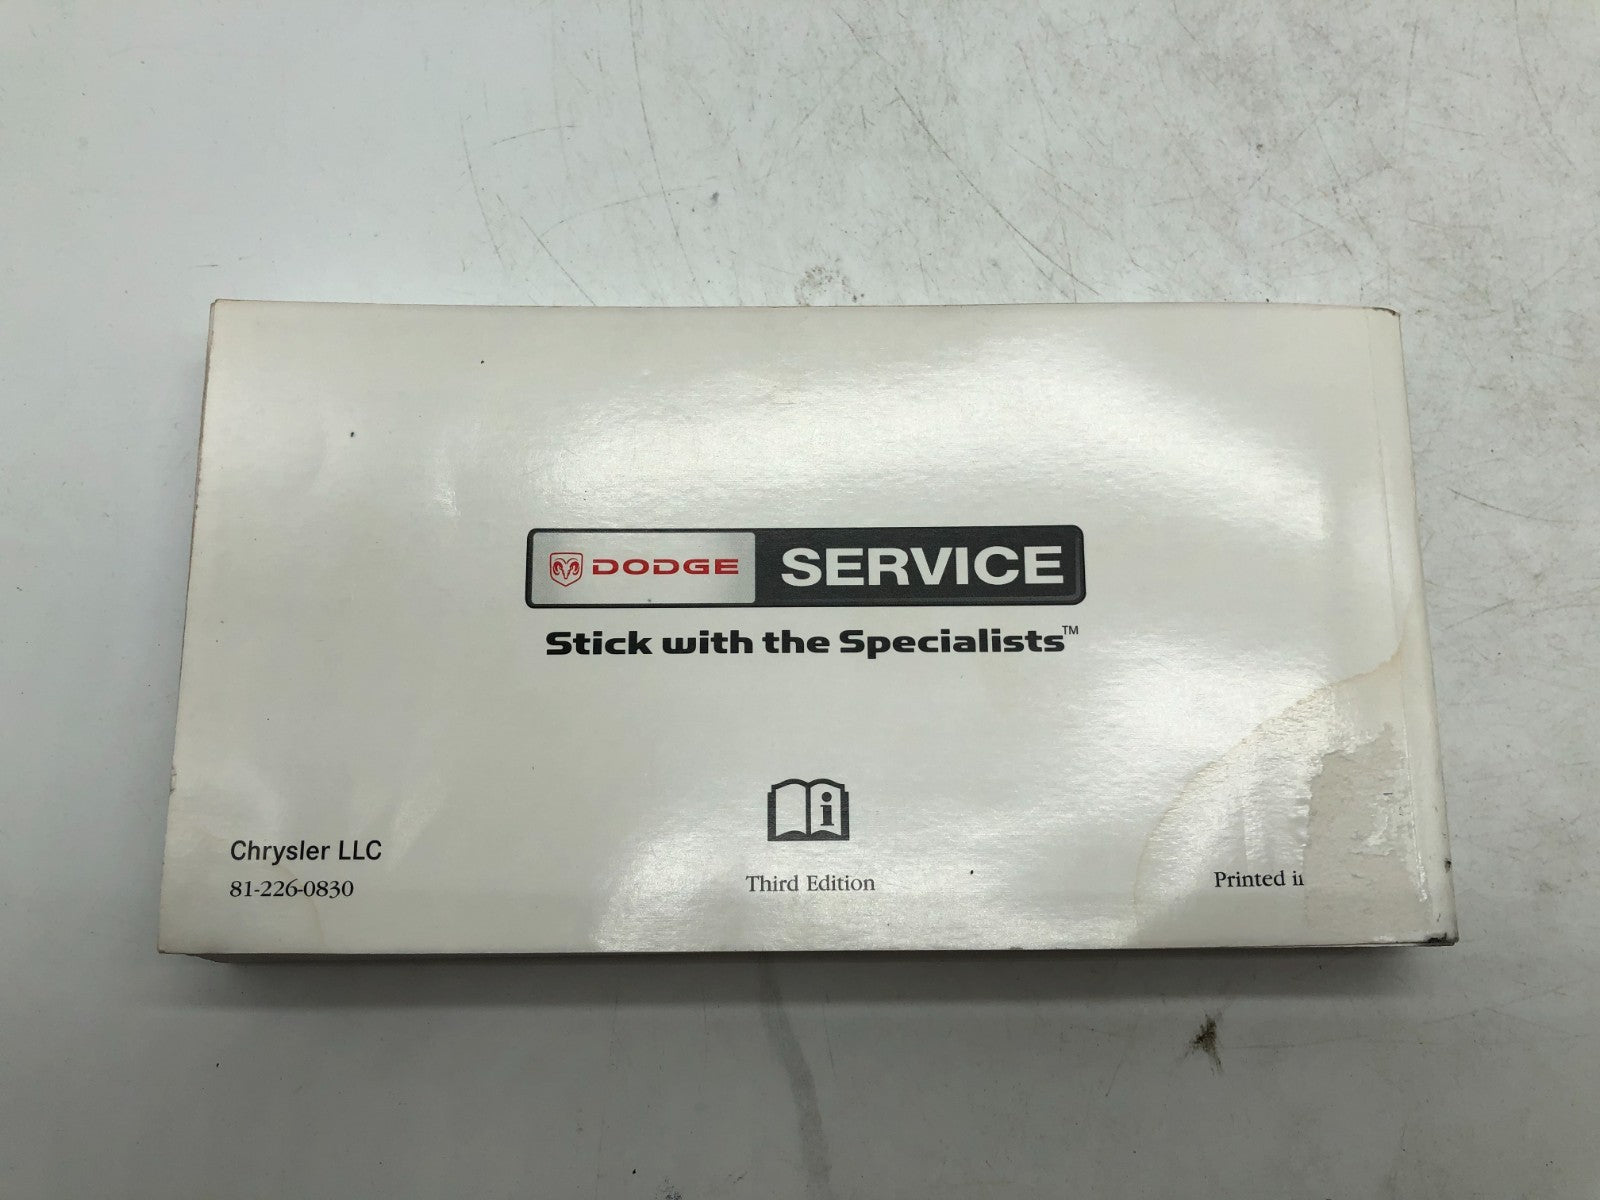 DODGE SERVICE
Stick with the Specialists™
Third Edition
Chrysler LLC
81-226-0830
Printed